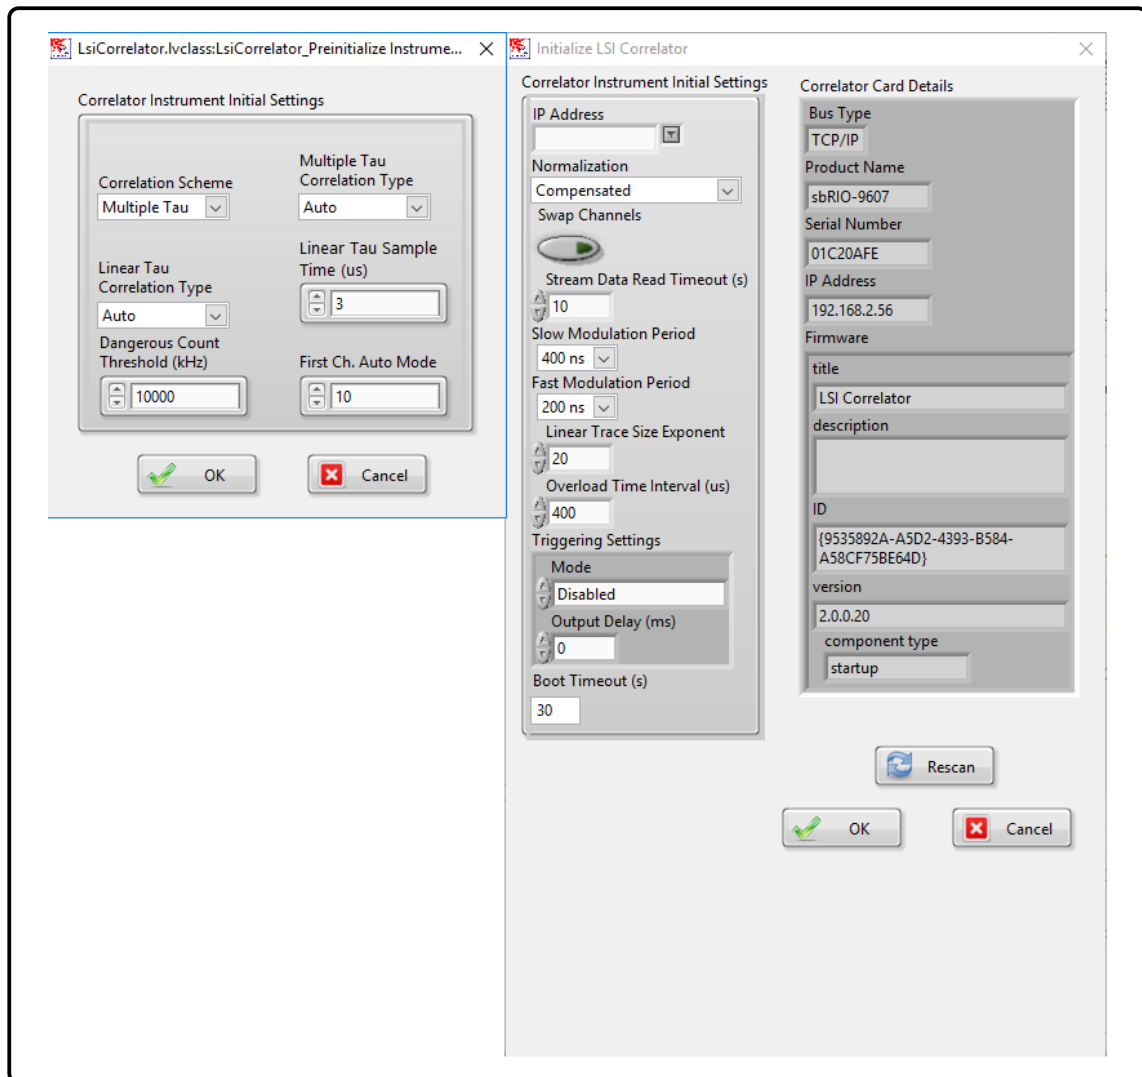 LsiCorrelator.lvclass:LsiCorrelator_Preinitialize Instrume...
Correlator Instrument Initial Settings
Correlation Scheme
Multiple Tau
Multiple Tau
Correlation Type
Auto
Linear Tau
Correlation Type
Auto
Linear Tau Sample
Time (us)
3
Dangerous Count
Threshold (kHz)
10000
First Ch. Auto Mode
10
OK
Cancel
Initialize LSI Correlator
Correlator Instrument Initial Settings
IP Address
Normalization
Compensated
Swap Channels
Stream Data Read Timeout (s)
10
Slow Modulation Period
400 ns
Fast Modulation Period
200 ns
Linear Trace Size Exponent
20
Overload Time Interval (us)
400
Triggering Settings
Mode
Disabled
Output Delay (ms)
0
Boot Timeout (s)
30
Correlator Card Details
Bus Type
TCP/IP
Product Name
sbRIO-9607
Serial Number
01C20AFE
IP Address
192.168.2.56
Firmware
title
LSI Correlator
description
ID
{9535892A-A5D2-4393-B584-
A58CF75BE64D}
version
2.0.0.20
component type
startup
Rescan
OK
Cancel